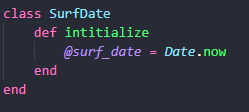 class SurfDate
    def intitialize
        @surf_date = Date.now
    end
end